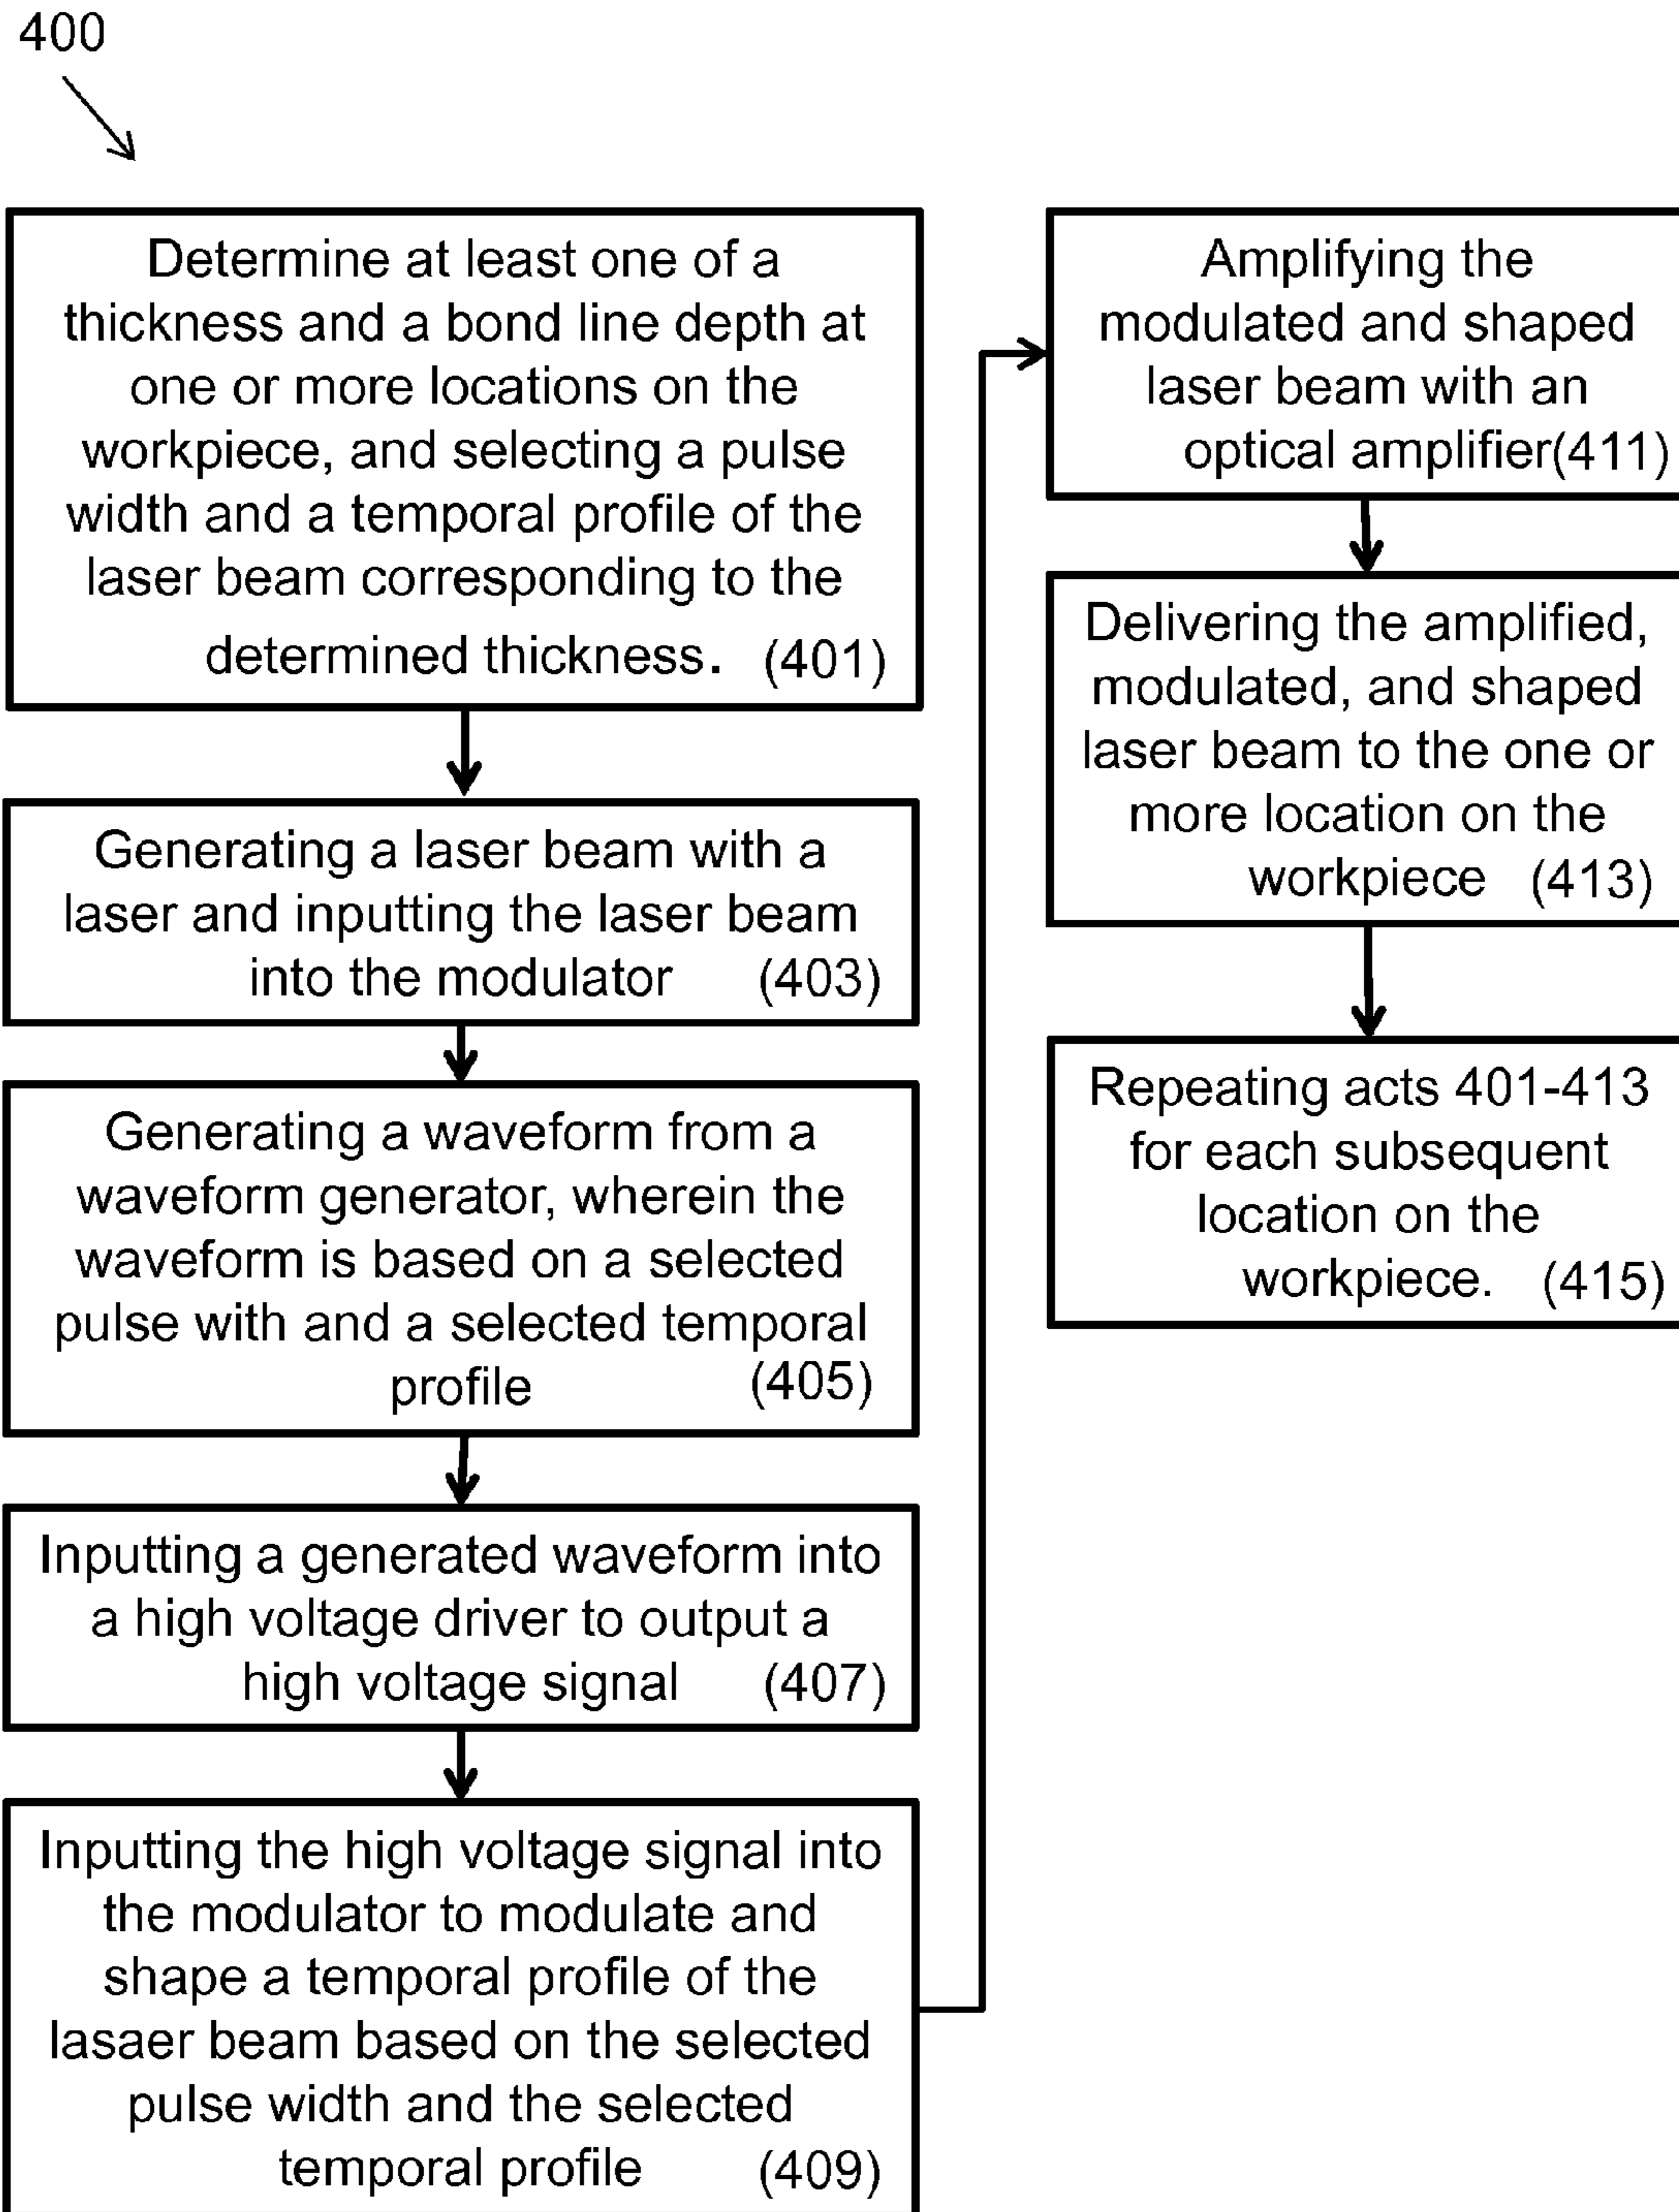 400
Determine at least one of a
thickness and a bond line depth at
one or more locations on the
workpiece, and selecting a pulse
width and a temporal profile of the
laser beam corresponding to the
determined thickness. (401)
Generating a laser beam with a
laser and inputting the laser beam
into the modulator (403)
Generating a waveform from a
waveform generator, wherein the
waveform is based on a selected
pulse with and a selected temporal
profile (405)
Inputting a generated waveform into
a high voltage driver to output a
high voltage signal (407)
Inputting the high voltage signal into
the modulator to modulate and
shape a temporal profile of the
lasaer beam based on the selected
pulse width and the selected
temporal profile (409)
Amplifying the
modulated and shaped
laser beam with an
optical amplifier(411)
Delivering the amplified,
modulated, and shaped
laser beam to the one or
more location on the
workpiece (413)
Repeating acts 401-413
for each subsequent
location on the
workpiece. (415)